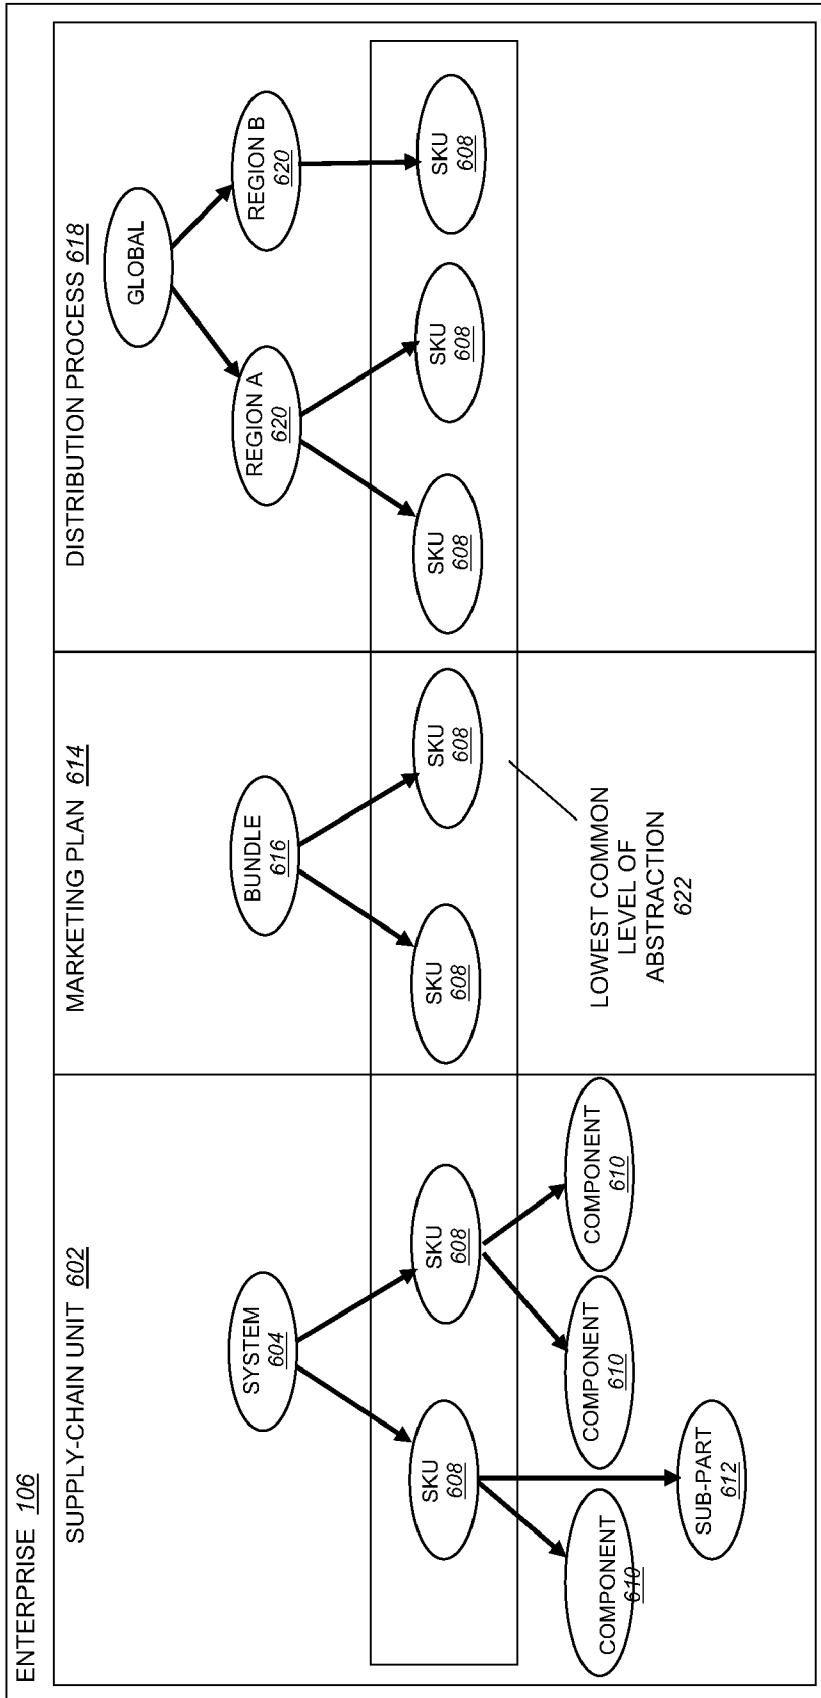 ENTERPRISE 106
SUPPLY-CHAIN UNIT 602
SYSTEM
604
SKU
608
SKU
608
COMPONENT
610
COMPONENT
610
COMPONENT
610
SUB-PART
612
MARKETING PLAN 614
BUNDLE
616
SKU
608
SKU
608
LOWEST COMMON
LEVEL OF
ABSTRACTION
622
DISTRIBUTION PROCESS 618
GLOBAL
REGION A
620
REGION B
620
SKU
608
SKU
608
SKU
608